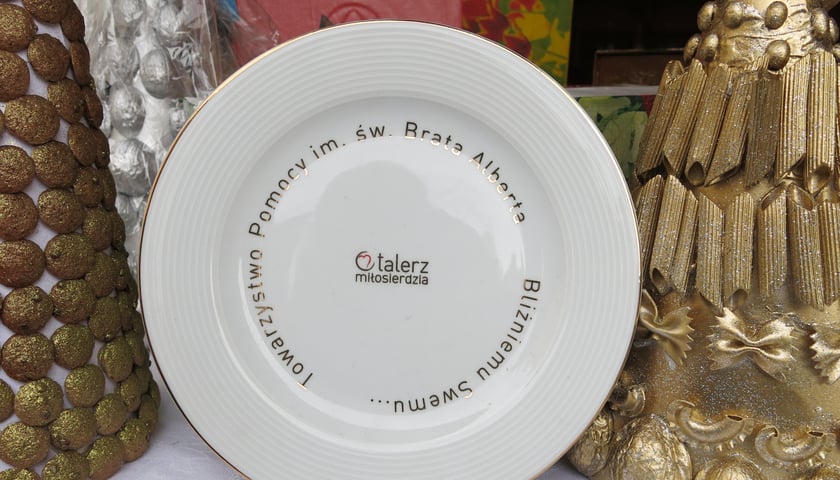 Towarzystwo Pomocy im. św. Brata Alberta
talerz
miłosierdzia
Bliźniemu Swemu...